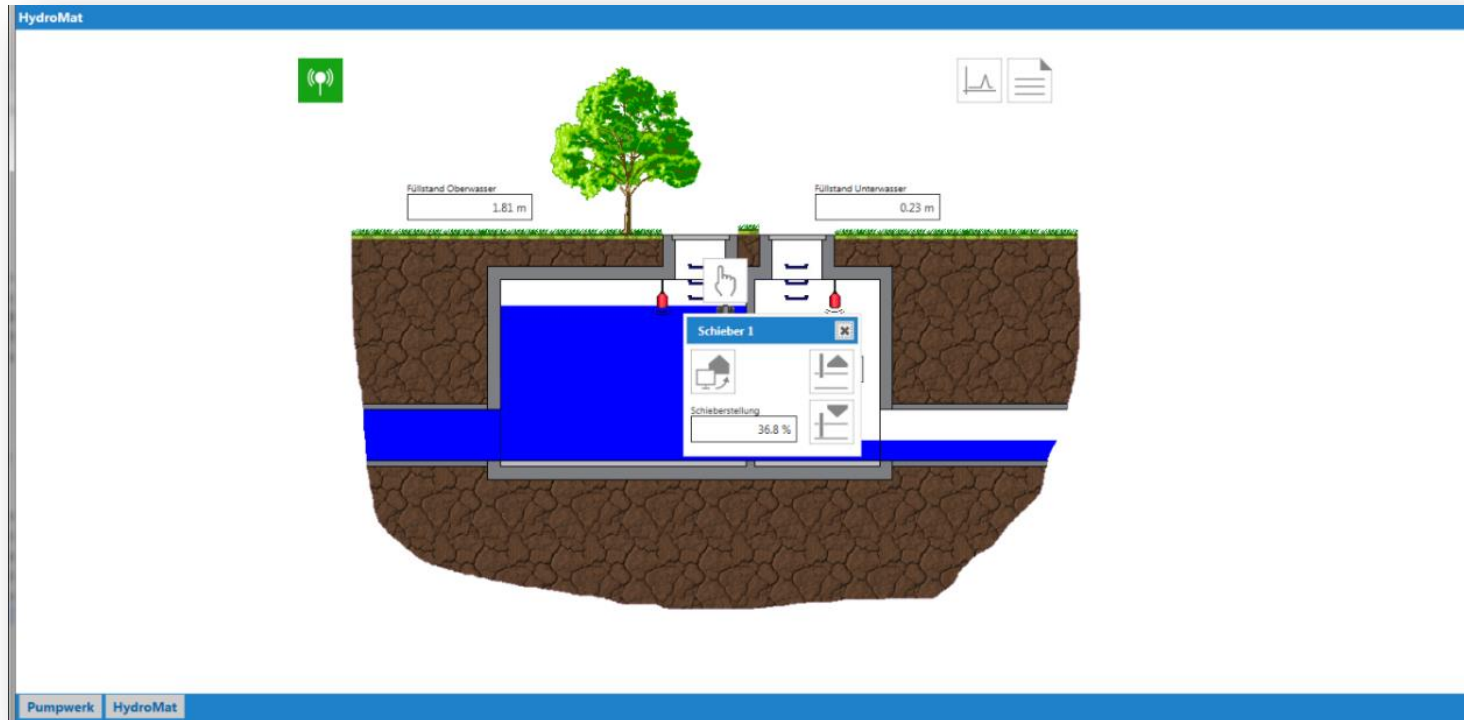 HydroMat
Füllstand Oberwasser
1.81 m
Füllstand Unterwasser
0.23 m
Schieber 1
Schieberstellung
36.8 %
Pumpwerk
HydroMat